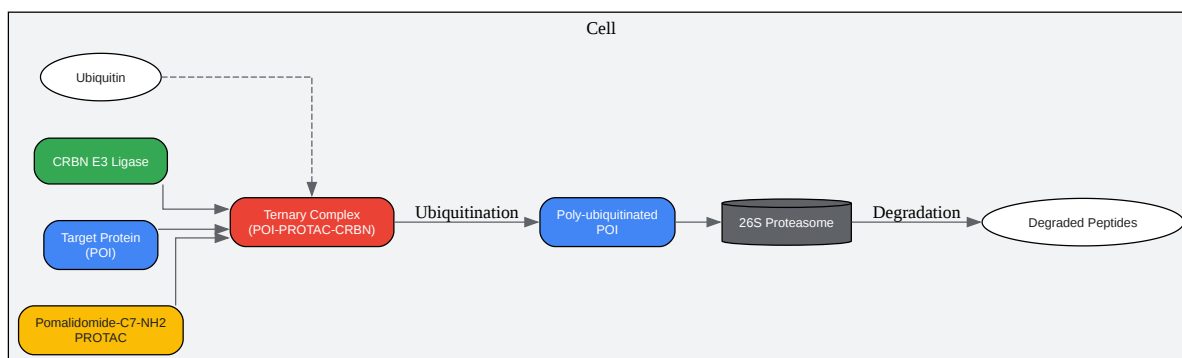 Cell
Ubiquitin
CRBN E3 Ligase
Target Protein
(POI)
Pomalidomide-C7-NH2
PROTAC
Ternary Complex
(POI-PROTAC-CRBN)
Ubiquitination
Poly-ubiquitinated
POI
26S Proteasome
Degradation
Degraded Peptides